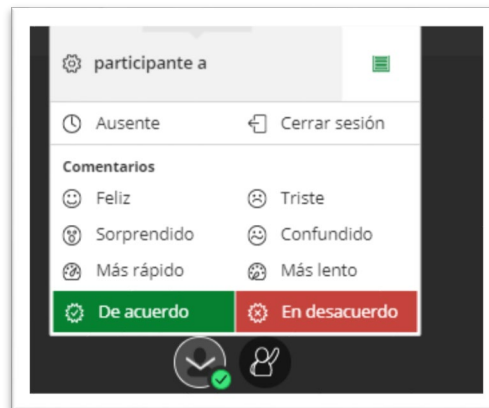 participante a
Ausente Cerrar sesión
Comentarios
Feliz Triste
Sorprendido Confundido
Más rápido Más lento
De acuerdo En desacuerdo